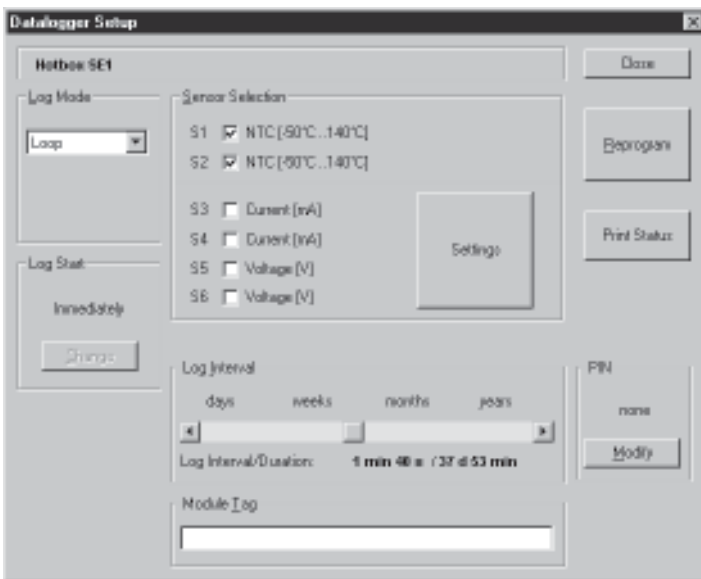 Datalogger Setup
Hotbox SE1
Close
Log Mode
Loop
Sensor Selection
S1 NTC [-50°C..140°C]
S2 NTC [-50°C..140°C]
S3 Current [mA]
S4 Current [mA]
S5 Voltage [V]
S6 Voltage [V]
Settings
Reprogram
Print Status
Log Start
Immediately
Change
Log Interval
days weeks months years
Log Interval/Duration: 1 min 40 s / 37 d 53 min
PIN
none
Modify
Module Tag